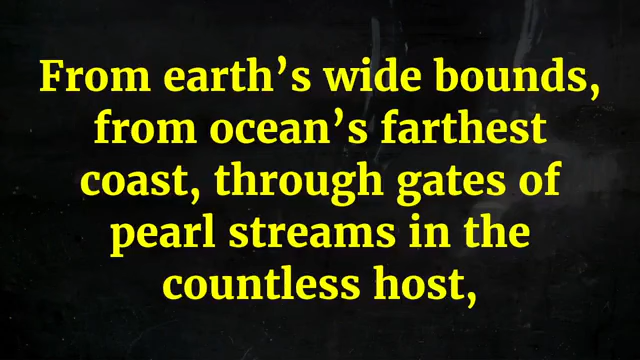 From earth’s wide bounds,
from ocean’s farthest
coast, through gates of
pearl streams in the
countless host,